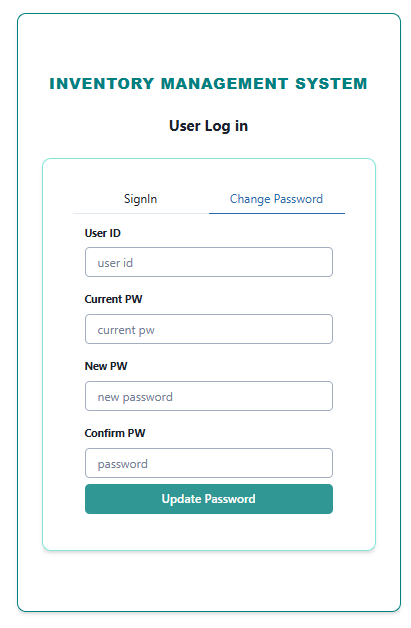 INVENTORY MANAGEMENT SYSTEM
User Log in
SignIn Change Password
User ID
user id
Current PW
current pw
New PW
new password
Confirm PW
password
Update Password